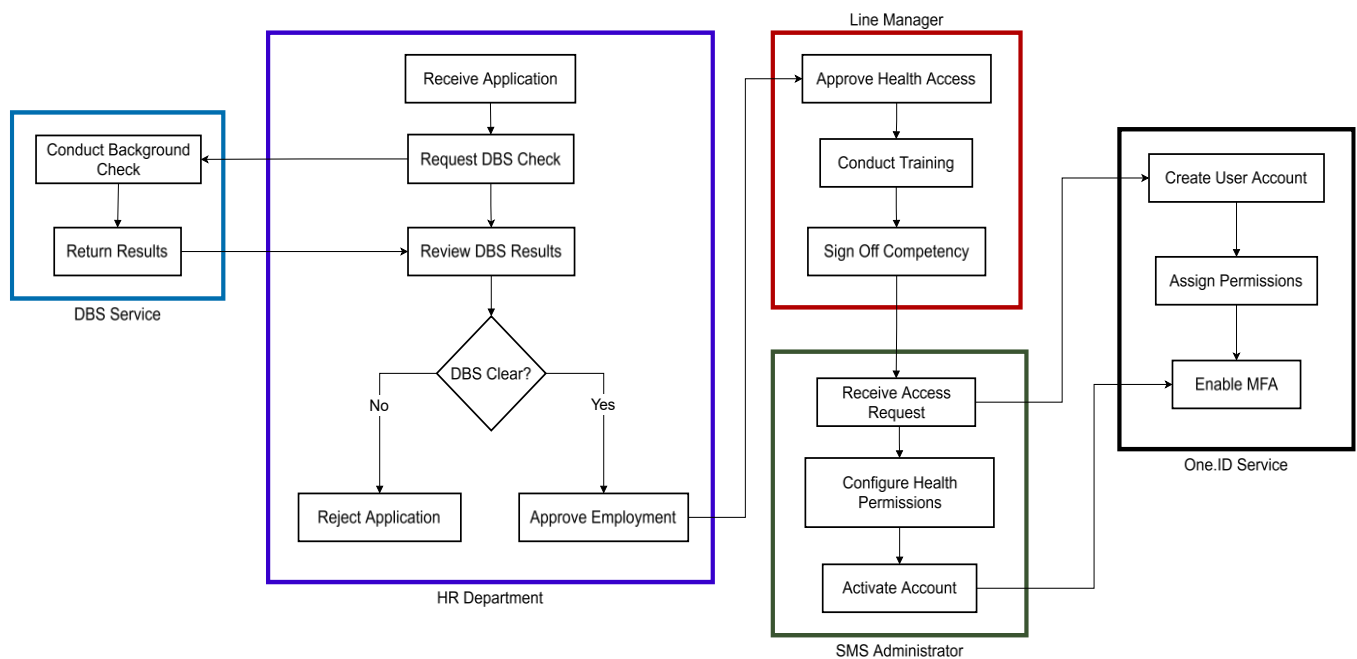 Line Manager
Receive Application
Approve Health Access
Conduct Background
Check
Request DBS Check
Conduct Training
Create User Account
Return Results
Review DBS Results
Sign Off Competency
Assign Permissions
DBS Service
DBS Clear?
No
Yes
Receive Access
Request
Enable MFA
One.ID Service
Configure Health
Permissions
Reject Application
Approve Employment
Activate Account
HR Department
SMS Administrator